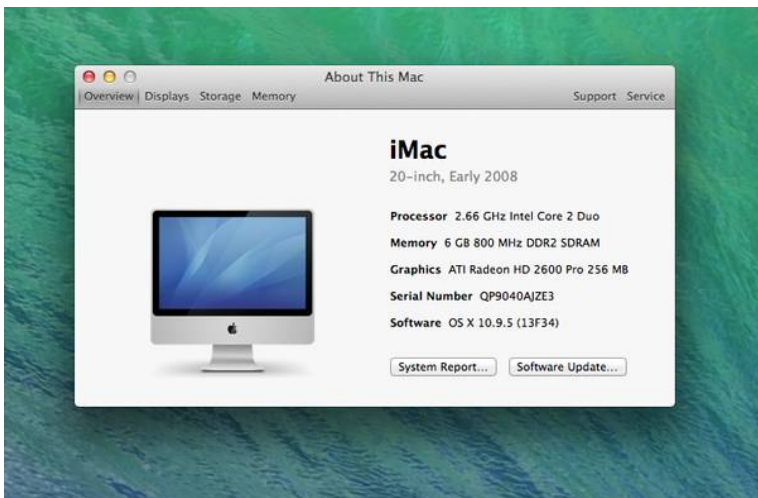 About This Mac
Overview Displays Storage Memory Support Service
iMac
20-inch, Early 2008
Processor 2.66 GHz Intel Core 2 Duo
Memory 6 GB 800 MHz DDR2 SDRAM
Graphics ATI Radeon HD 2600 Pro 256 MB
Serial Number QP9040AJZE3
Software OS X 10.9.5 (13F34)
System Report... Software Update...